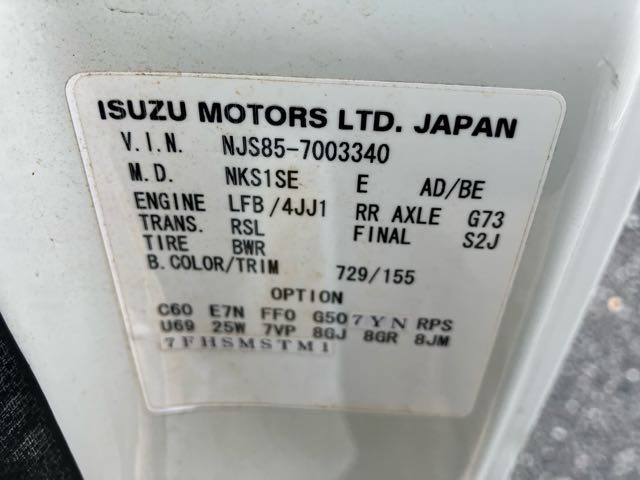 ISUZU MOTORS LTD. JAPAN
V.I.N. NJS85-7003340
M.D. NKS1SE E AD/BE
ENGINE LFB/4JJ1 RR AXLE G73
TRANS. RSL FINAL S2J
TIRE BWR
B.COLOR/TRIM 729/155
OPTION
C60 E7N FF0 G50 7YN RPS
U69 25W 7VP 8GJ 8GR 8JM
7FHSMSTM1